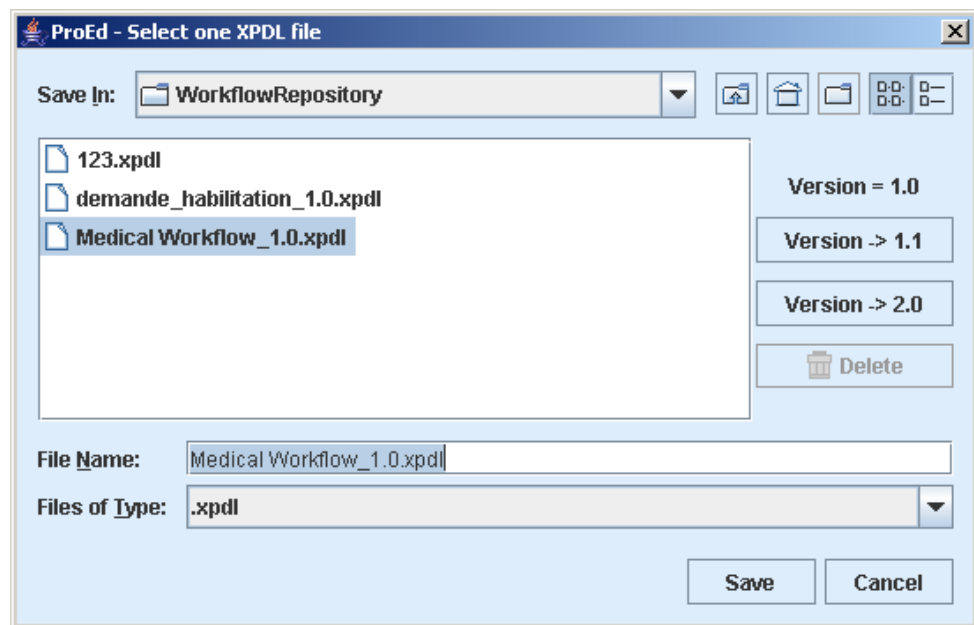 ProEd - Select one XPDL file
Save In: WorkflowRepository
123.xpdl
demande_habilitation_1.0.xpdl
Medical Workflow_1.0.xpdl
Version = 1.0
Version -> 1.1
Version -> 2.0
Delete
File Name: Medical Workflow_1.0.xpdl
Files of Type: .xpdl
Save Cancel